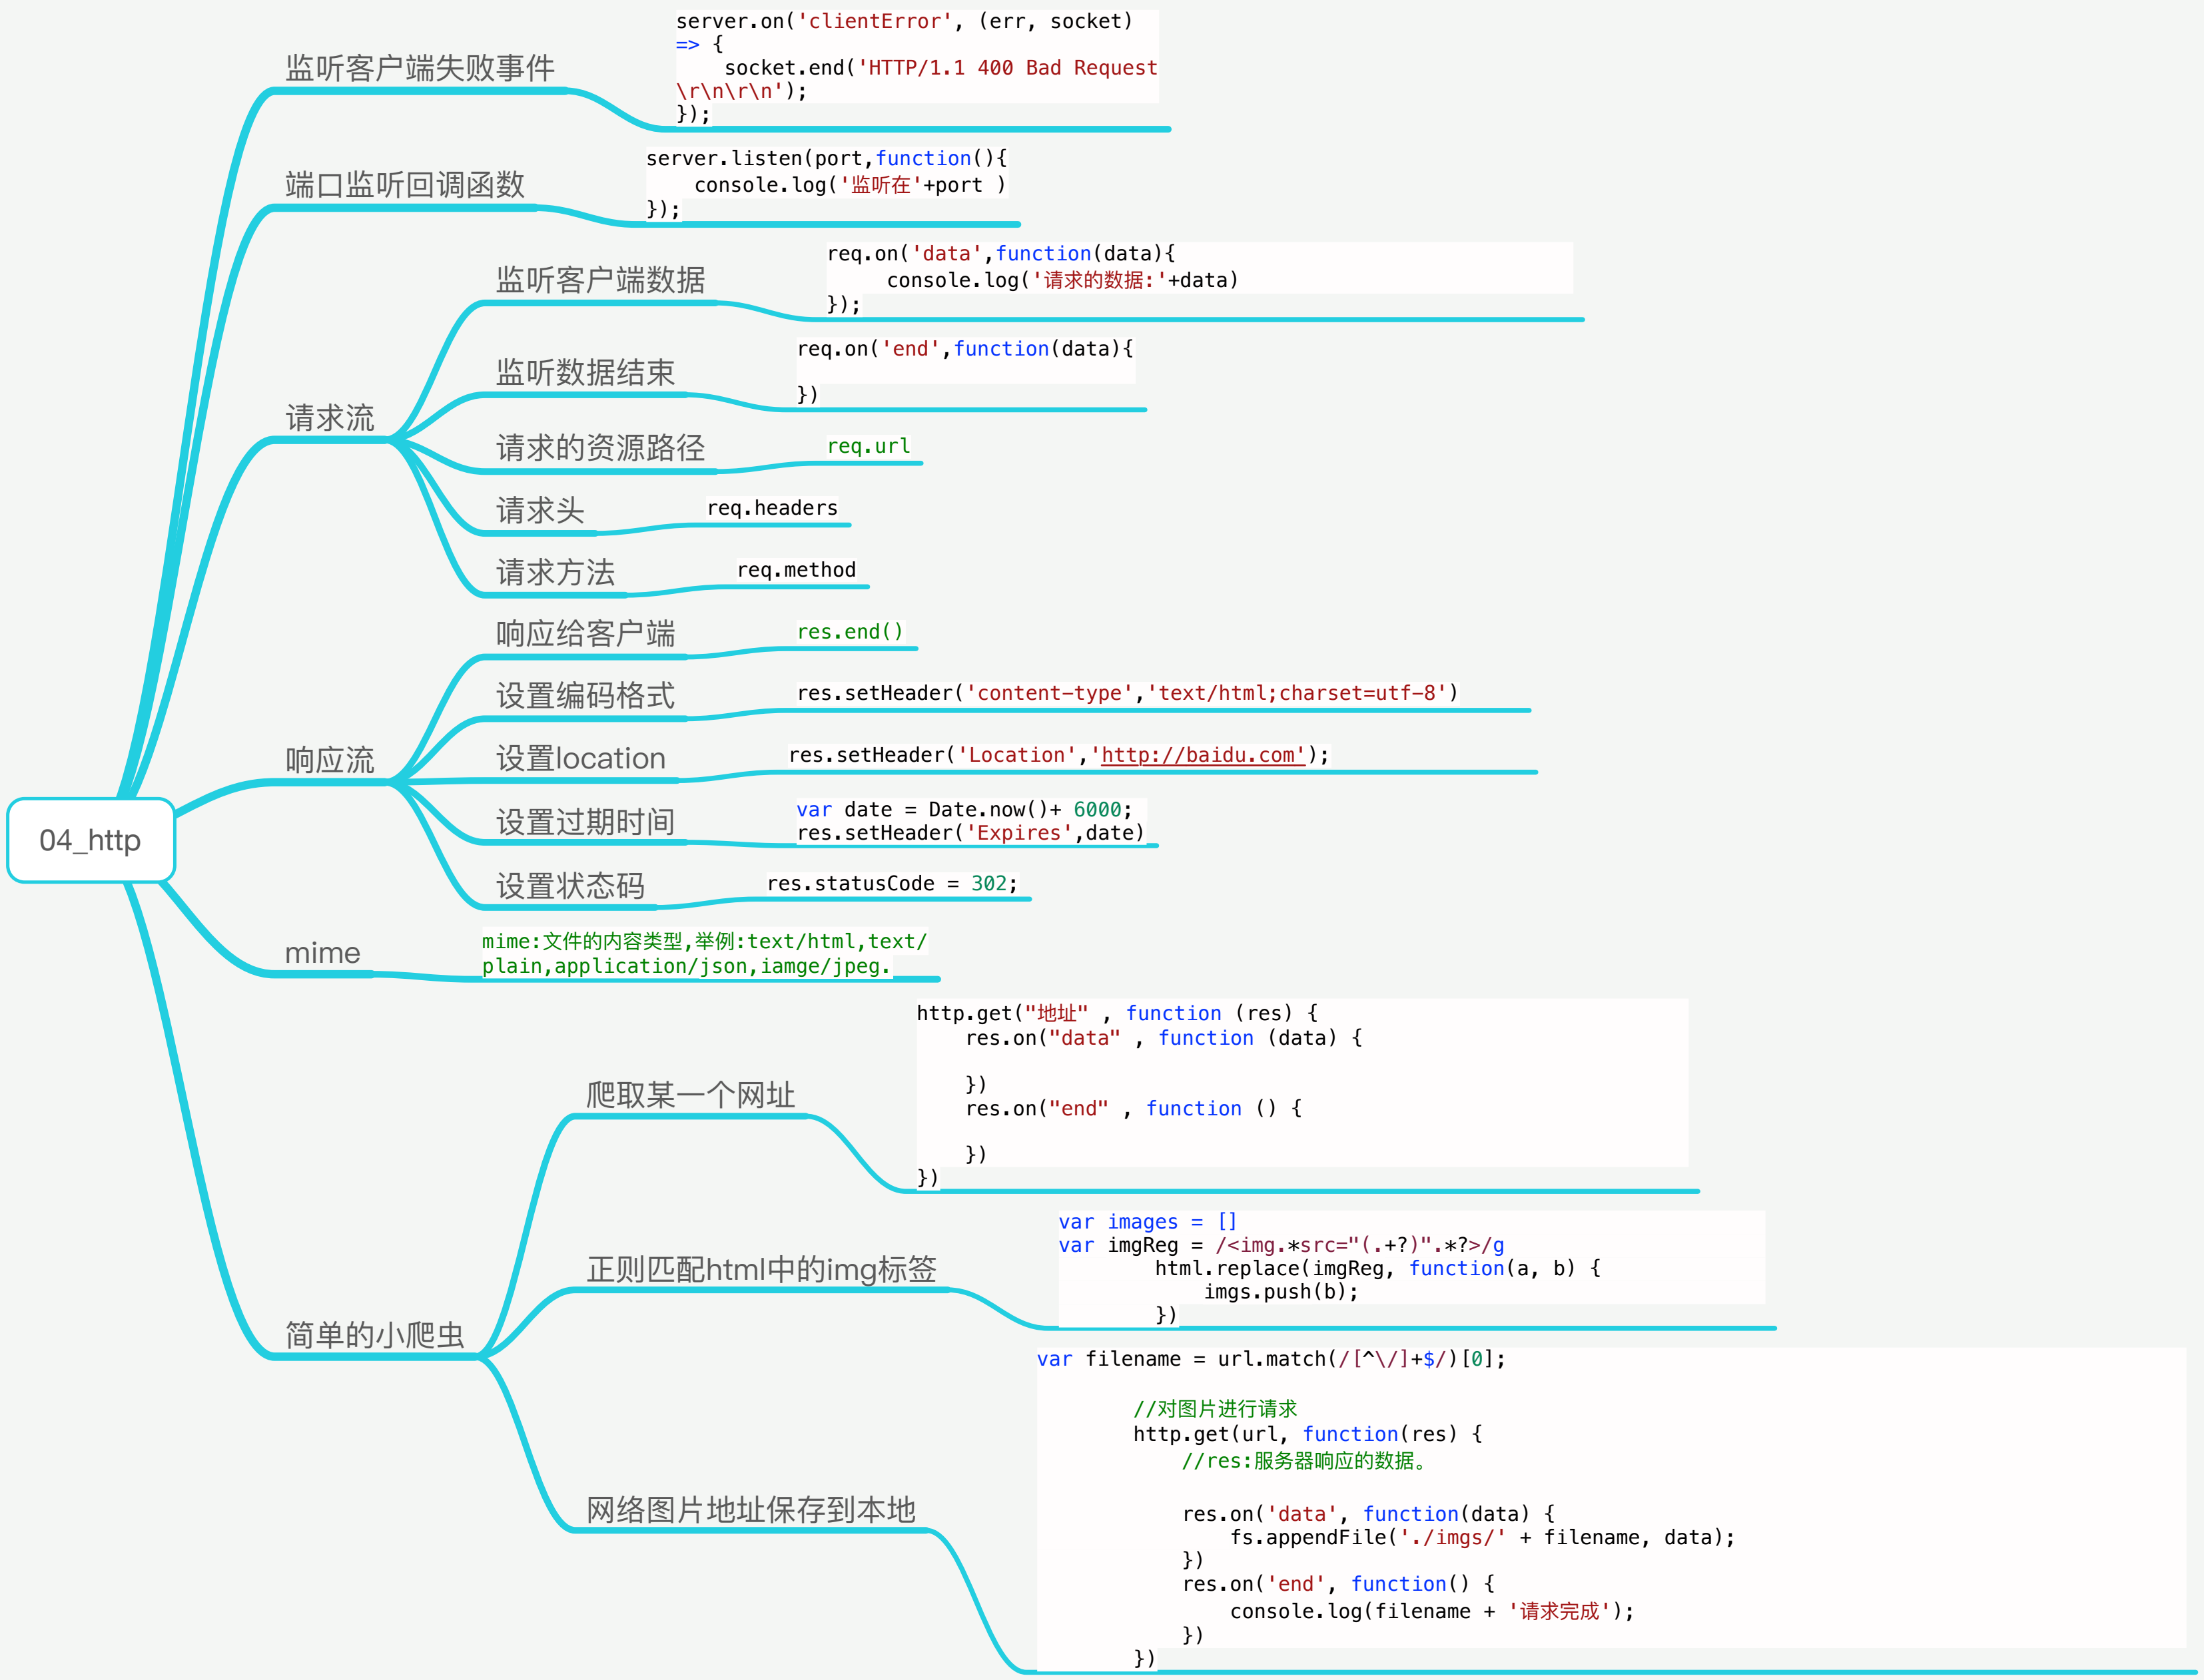 04_http
监听客户端失败事件
server.on('clientError', (err, socket)
=> {
    socket.end('HTTP/1.1 400 Bad Request
\r\n\r\n');
});
端口监听回调函数
server.listen(port,function(){
    console.log('监听在'+port )
});
请求流
监听客户端数据
req.on('data',function(data){
     console.log('请求的数据:'+data)
});
监听数据结束
req.on('end',function(data){
})
请求的资源路径
req.url
请求头
req.headers
请求方法
req.method
响应流
响应给客户端
res.end()
设置编码格式
res.setHeader('content-type','text/html;charset=utf-8')
设置location
res.setHeader('Location','http://baidu.com');
设置过期时间
var date = Date.now()+ 6000;
res.setHeader('Expires',date)
设置状态码
res.statusCode = 302;
mime
mime:文件的内容类型,举例:text/html,text/
plain,application/json,iamge/jpeg.
简单的小爬虫
爬取某一个网址
http.get("地址" , function (res) {
    res.on("data" , function (data) {
    })
    res.on("end" , function () {
    })
})
正则匹配html中的img标签
var images = []
var imgReg = /<img.*src="(.+?)".*?>/g
        html.replace(imgReg, function(a, b) {
            imgs.push(b);
        })
网络图片地址保存到本地
var filename = url.match(/[^\/]+$/)[0];
        //对图片进行请求
        http.get(url, function(res) {
            //res:服务器响应的数据。
            res.on('data', function(data) {
                fs.appendFile('./imgs/' + filename, data);
            })
            res.on('end', function() {
                console.log(filename + '请求完成');
            })
        })